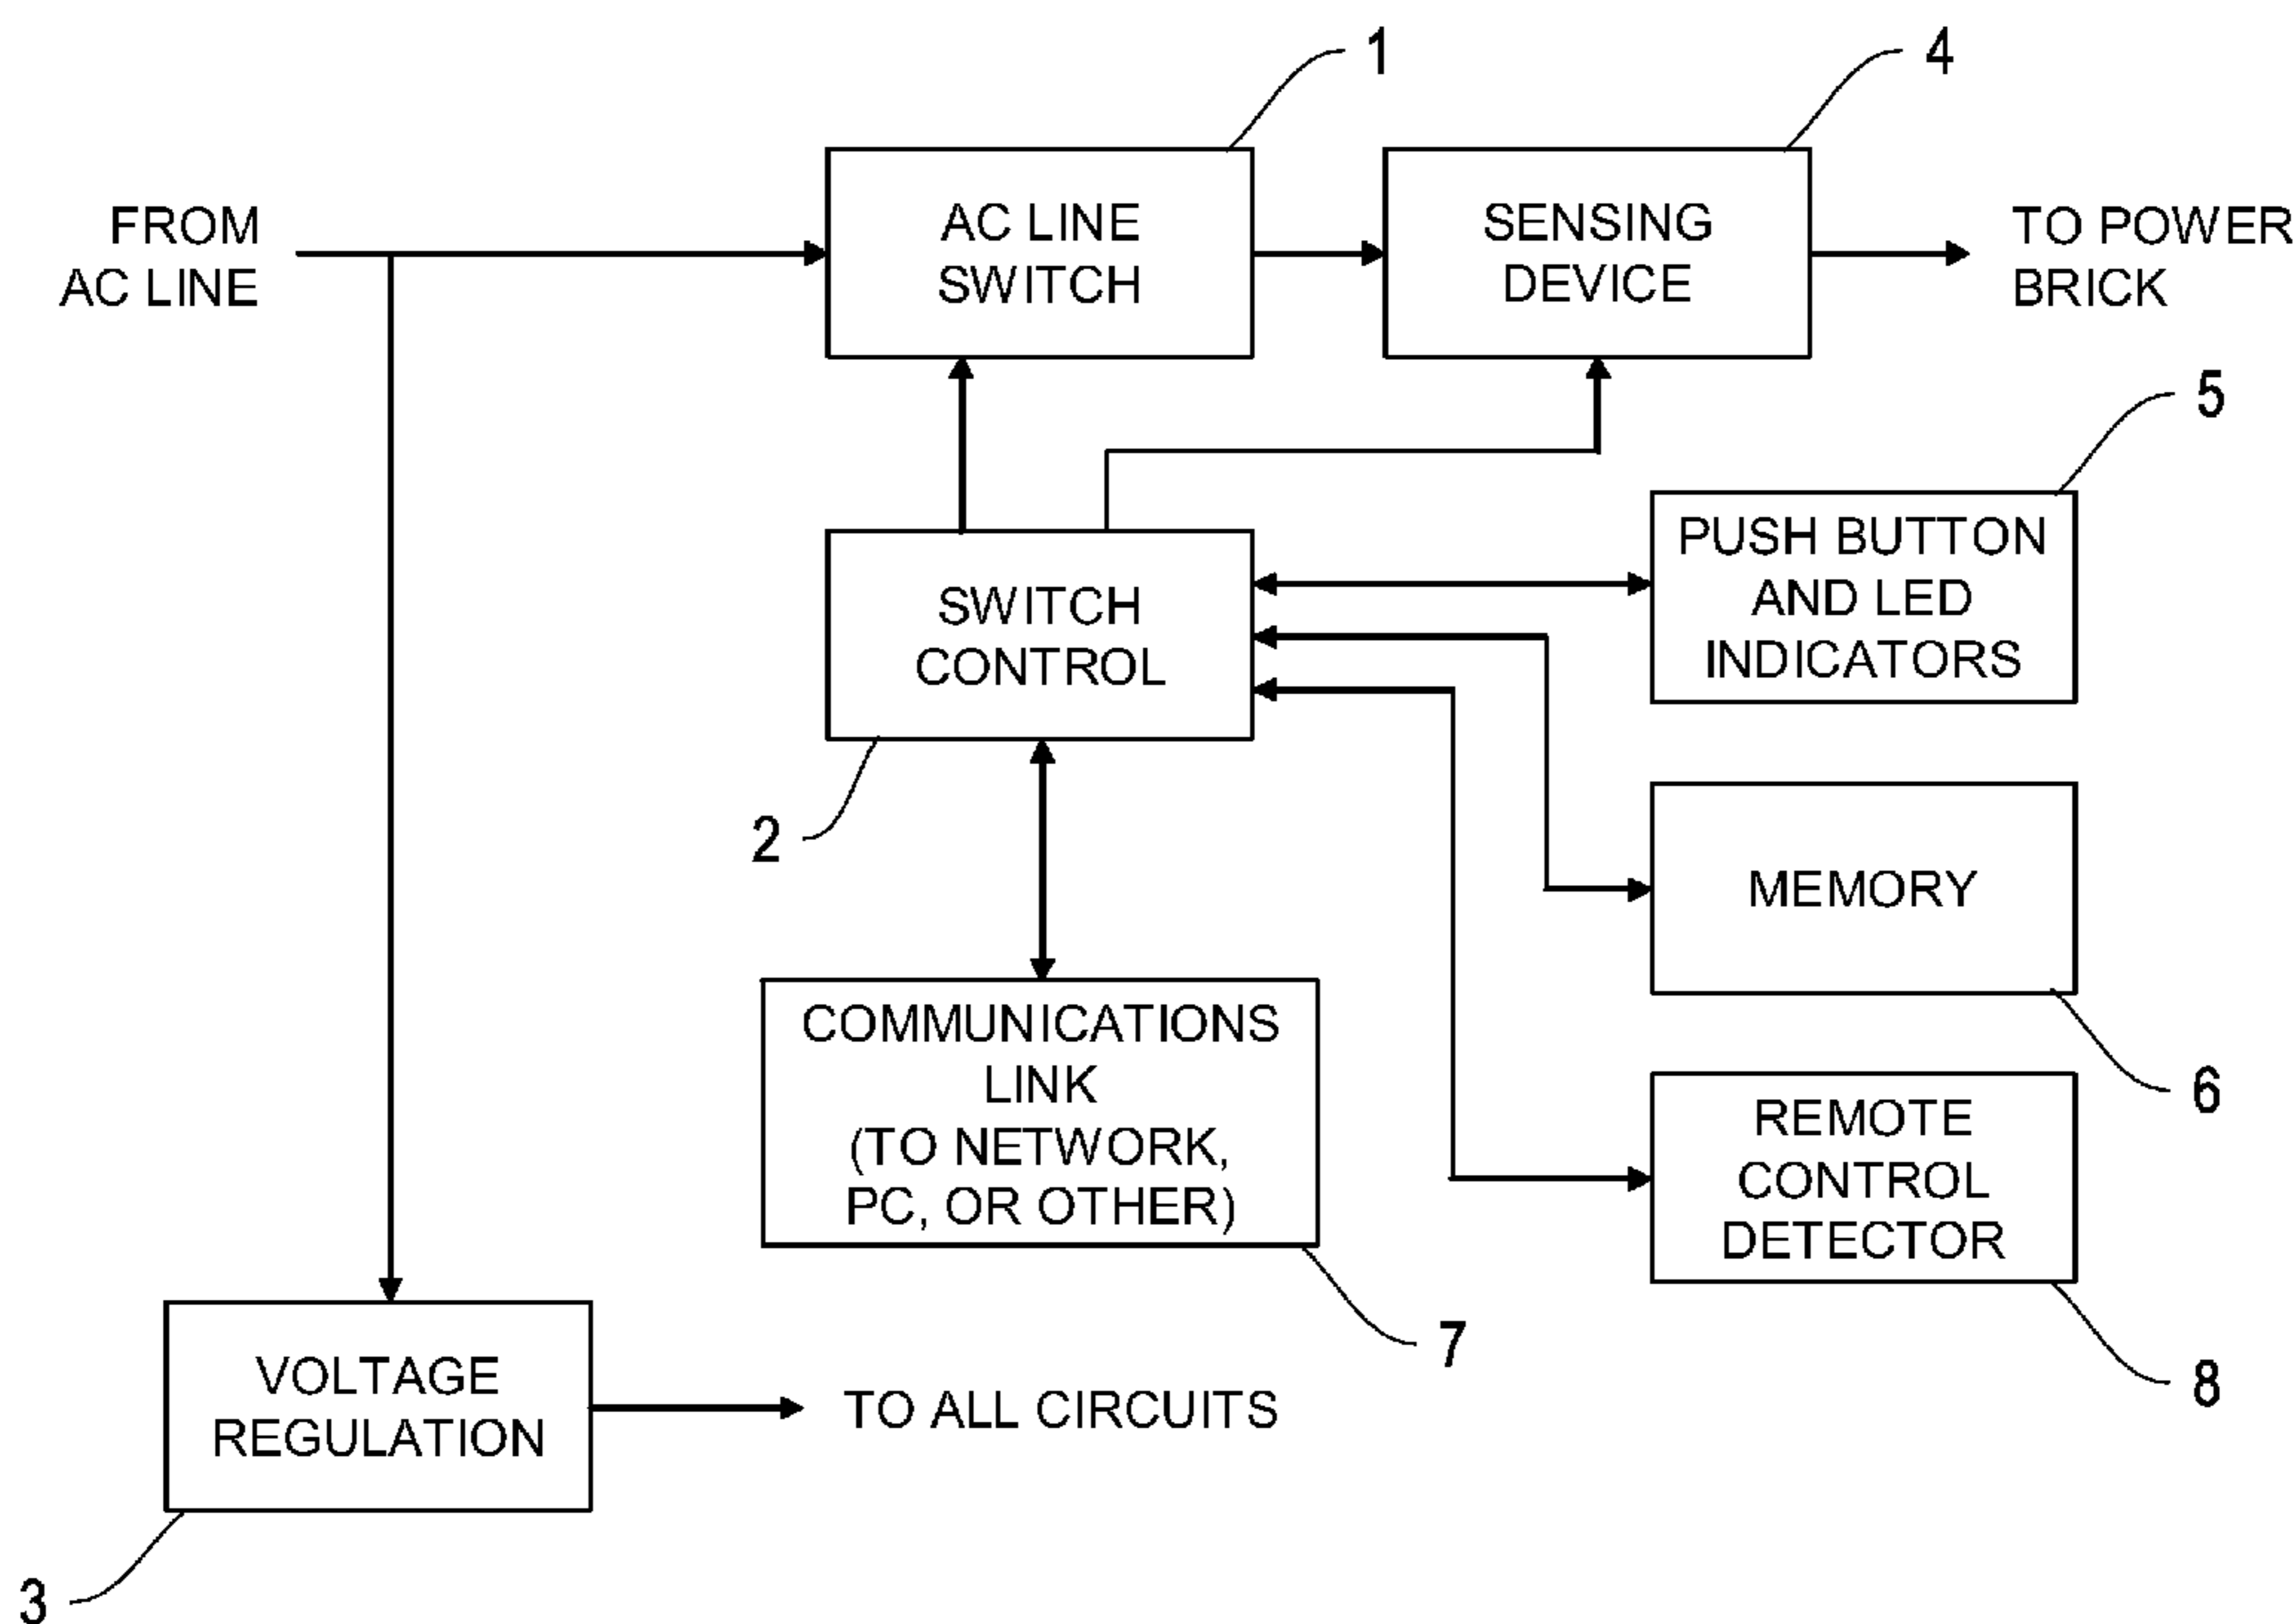 1
4
FROM
AC LINE
AC LINE
SWITCH
SENSING
DEVICE
TO POWER
BRICK
5
SWITCH
CONTROL
PUSH BUTTON
AND LED
INDICATORS
2
MEMORY
6
COMMUNICATIONS
LINK
(TO NETWORK,
PC, OR OTHER)
7
REMOTE
CONTROL
DETECTOR
8
VOLTAGE
REGULATION
TO ALL CIRCUITS
3